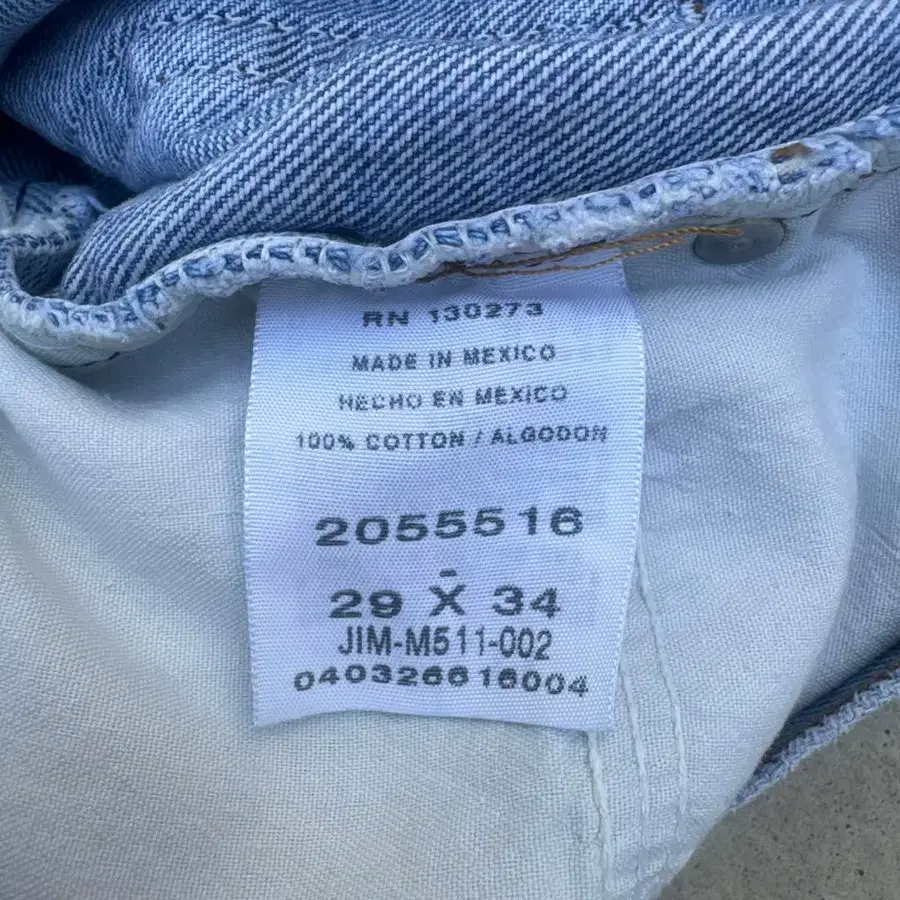 RN 130273
MADE IN MEXICO
HECHO EN MEXICO
100% COTTON / ALGODON
2055516
-
29 X 34
JIM-M511-002
040326616004